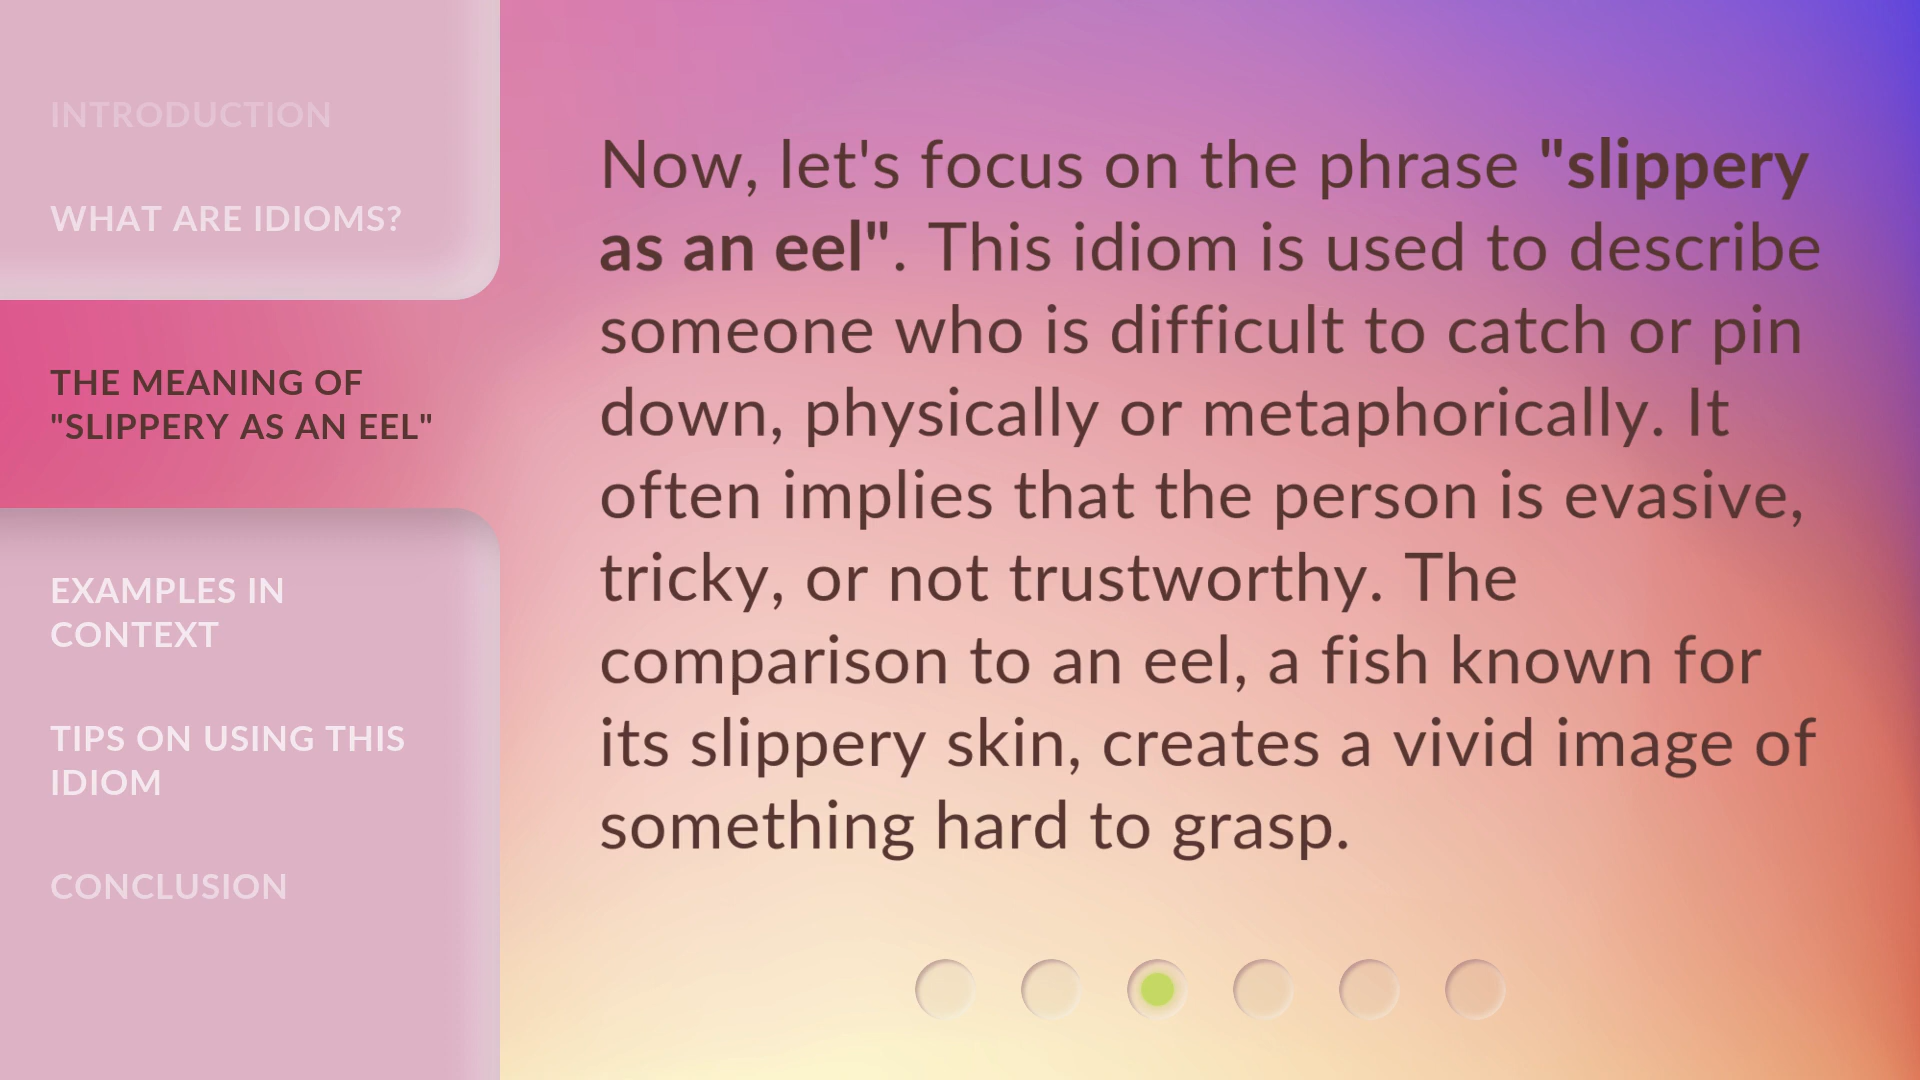 INTRODUCTION
WHAT ARE IDIOMS?
THE MEANING OF
"SLIPPERY AS AN EEL"
EXAMPLES IN
CONTEXT
TIPS ON USING THIS
IDIOM
CONCLUSION
Now, let's focus on the phrase "slippery
as an eel". This idiom is used to describe
someone who is difficult to catch or pin
down, physically or metaphorically. It
often implies that the person is evasive,
tricky, or not trustworthy. The
comparison to an eel, a fish known for
its slippery skin, creates a vivid image of
something hard to grasp.